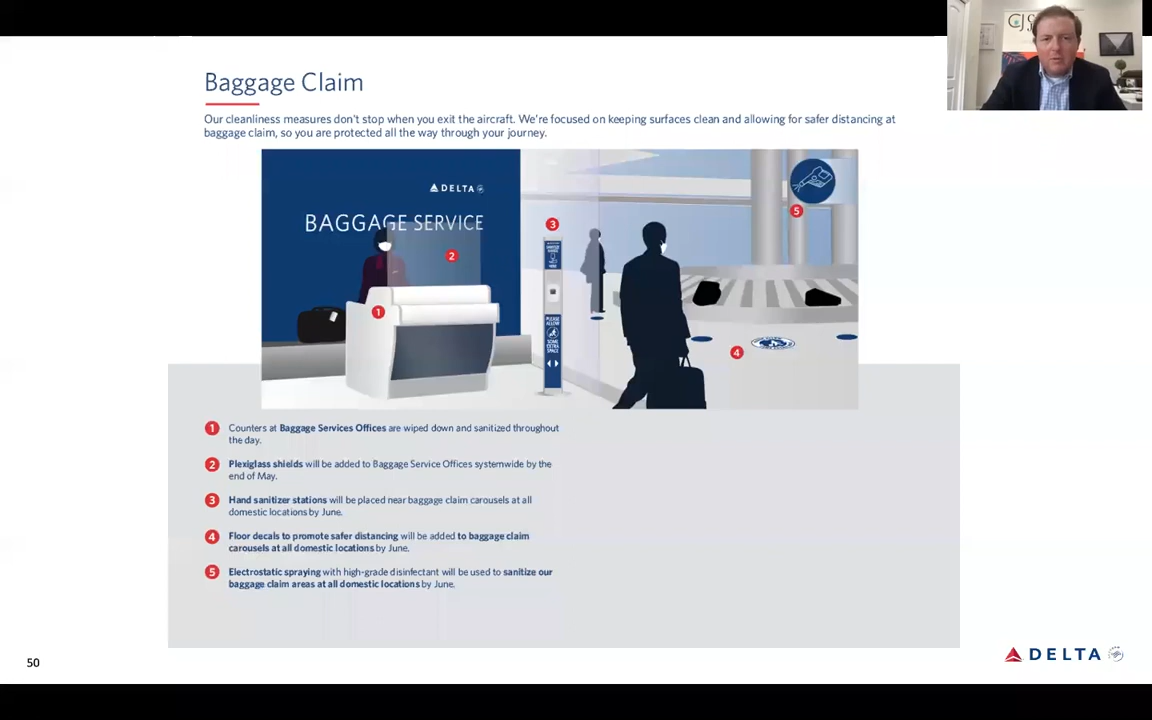 Baggage Claim
Our cleanliness measures don't stop when you exit the aircraft. We're focused on keeping surfaces clean and allowing for safer distancing at
baggage claim, so you are protected all the way through your journey.
DELTA
BAGGAGE SERVICE
1
2
3
4
5
PLEASE
ALLOW
SOME
EXTRA
SPACE
1 Counters at Baggage Services Offices are wiped down and sanitized throughout
the day.
2 Plexiglass shields will be added to Baggage Service Offices systemwide by the
end of May.
3 Hand sanitizer stations will be placed near baggage claim carousels at all
domestic locations by June.
4 Floor decals to promote safer distancing will be added to baggage claim
carousels at all domestic locations by June.
5 Electrostatic spraying with high-grade disinfectant will be used to sanitize our
baggage claim areas at all domestic locations by June.
50
DELTA